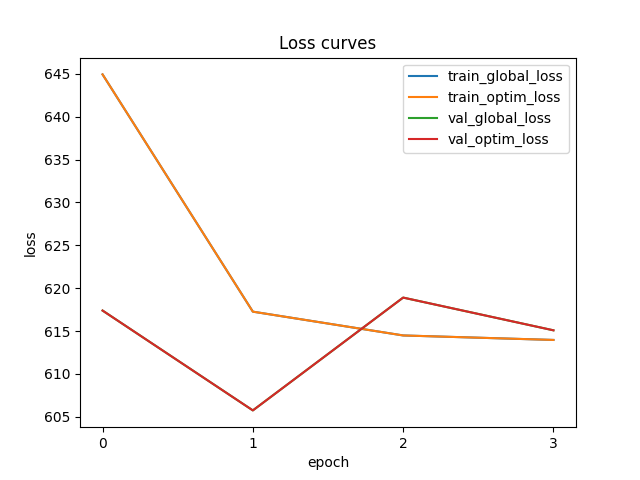 Loss curves
train_global_loss
train_optim_loss
val_global_loss
val_optim_loss
645
640
635
630
625
620
615
610
605
loss
0 1 2 3
epoch